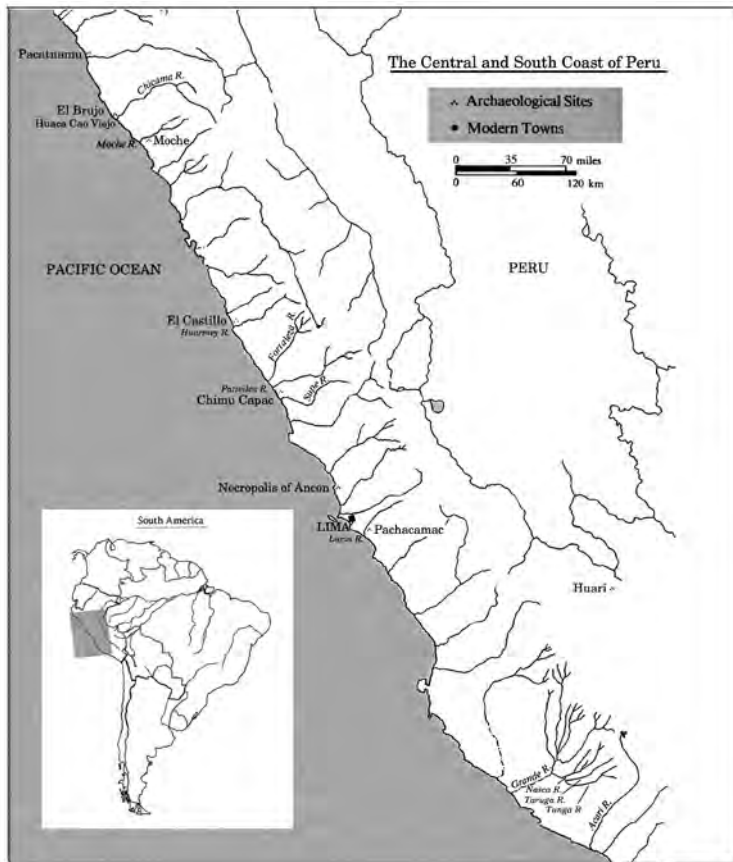 The Central and South Coast of Peru
Archaeological Sites
Modern Towns
0 35 70 miles
0 60 120 km
Pacatnamu
Chicama R.
El Brujo
Huaca Cao Viejo
Moche R.
Moche
PACIFIC OCEAN
PERU
El Castillo
Huarmey R.
Fortaleza R.
Supe R.
Chimu Capac
Necropolis of Ancon
LIMA
Pachacamac
Huari
South America
Grande R.
Nasca R.
Taruga R.
Tunga R
Acari R.